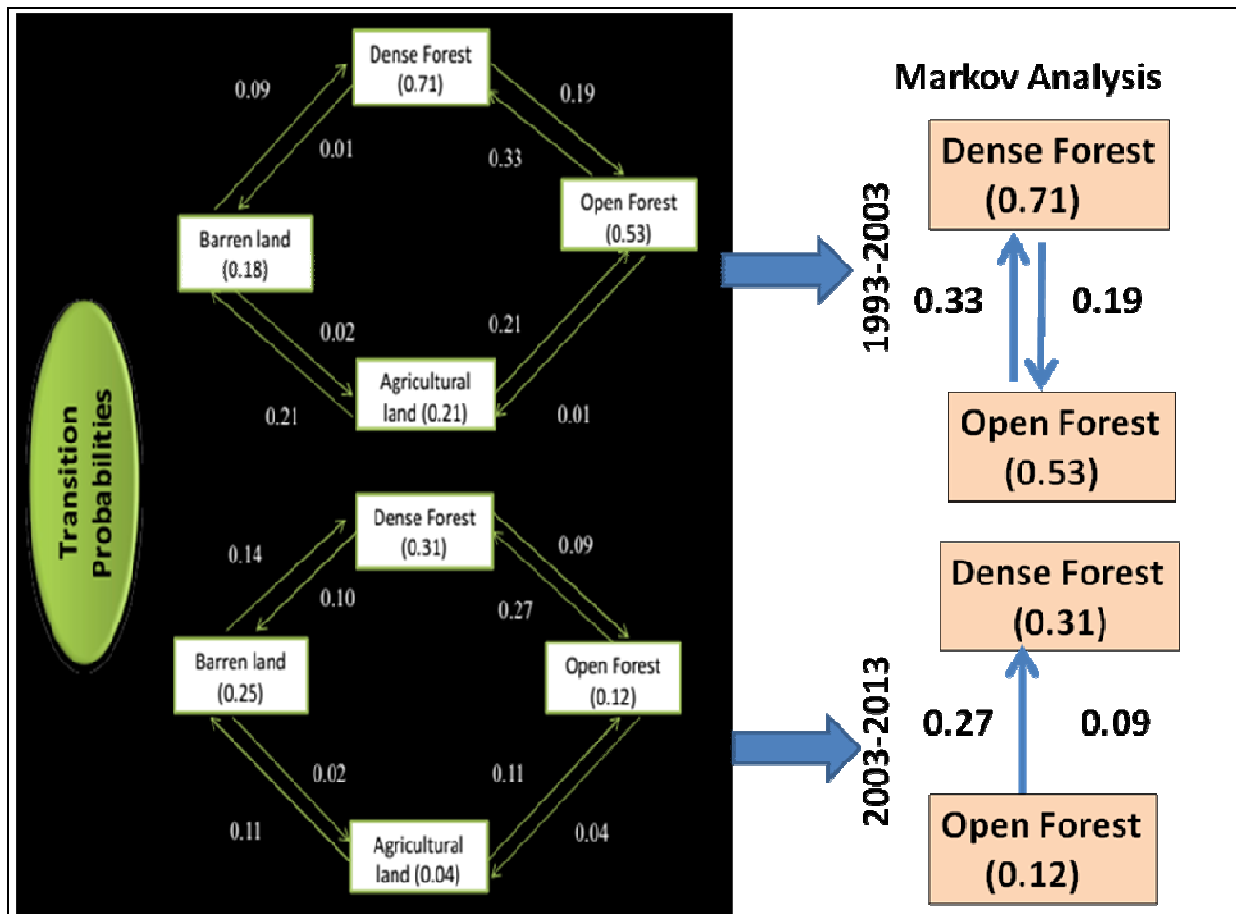 Transition
Probabilities
Dense Forest
(0.71)
0.09
0.19
0.01
0.33
Barren land
(0.18)
Open Forest
(0.53)
0.02
0.21
Agricultural
land (0.21)
0.21
0.01
Dense Forest
(0.31)
0.14
0.09
0.10
0.27
Barren land
(0.25)
Open Forest
(0.12)
0.02
0.11
0.11
0.04
Agricultural
land (0.04)
Markov Analysis
1993-2003
Dense Forest
(0.71)
0.33
0.19
Open Forest
(0.53)
2003-2013
Dense Forest
(0.31)
0.27
0.09
Open Forest
(0.12)